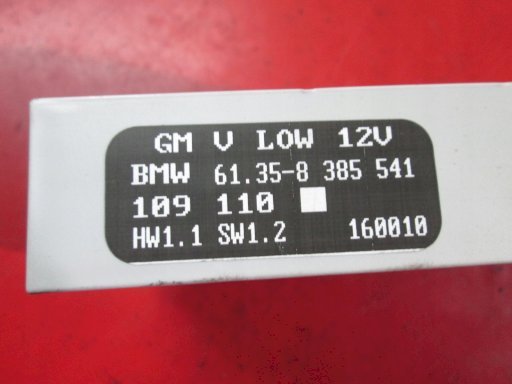 GM V LOW 12V
BMW 61.35-8 385 541
109 110
HW1.1 SW1.2 160010